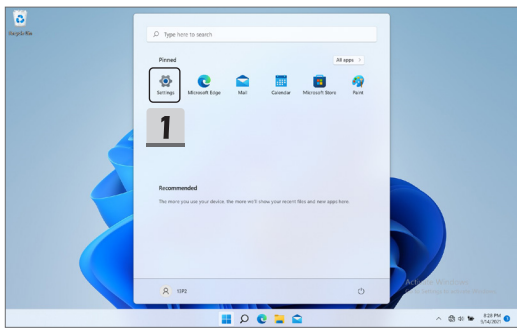 Recycle Bin
Type here to search
Pinned
All apps >
Settings
Microsoft Edge
Mail
Calendar
Microsoft Store
Paint
1
Recommended
The more you use your device, the more we'll show your recent files and new apps here.
Activate Windows
8:28 PM
5/14/2021